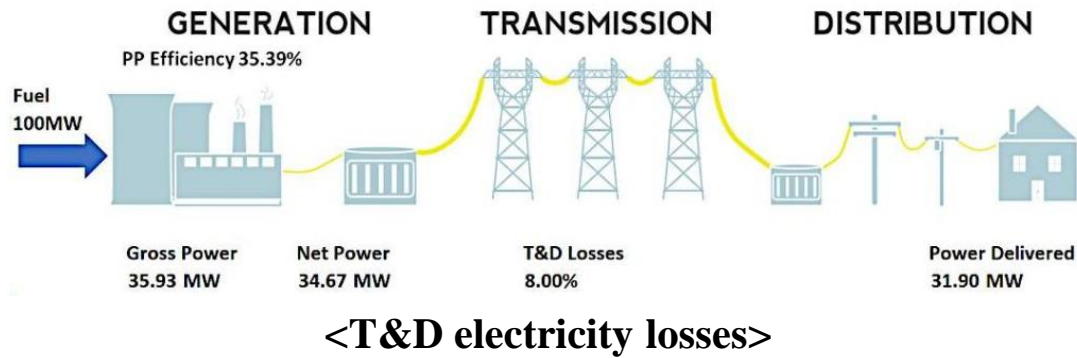 GENERATION TRANSMISSION DISTRIBUTION
PP Efficiency 35.39%
Fuel
100MW
Gross Power Net Power T&D Losses Power Delivered
35.93 MW 34.67 MW 8.00% 31.90 MW
<T&D electricity losses>